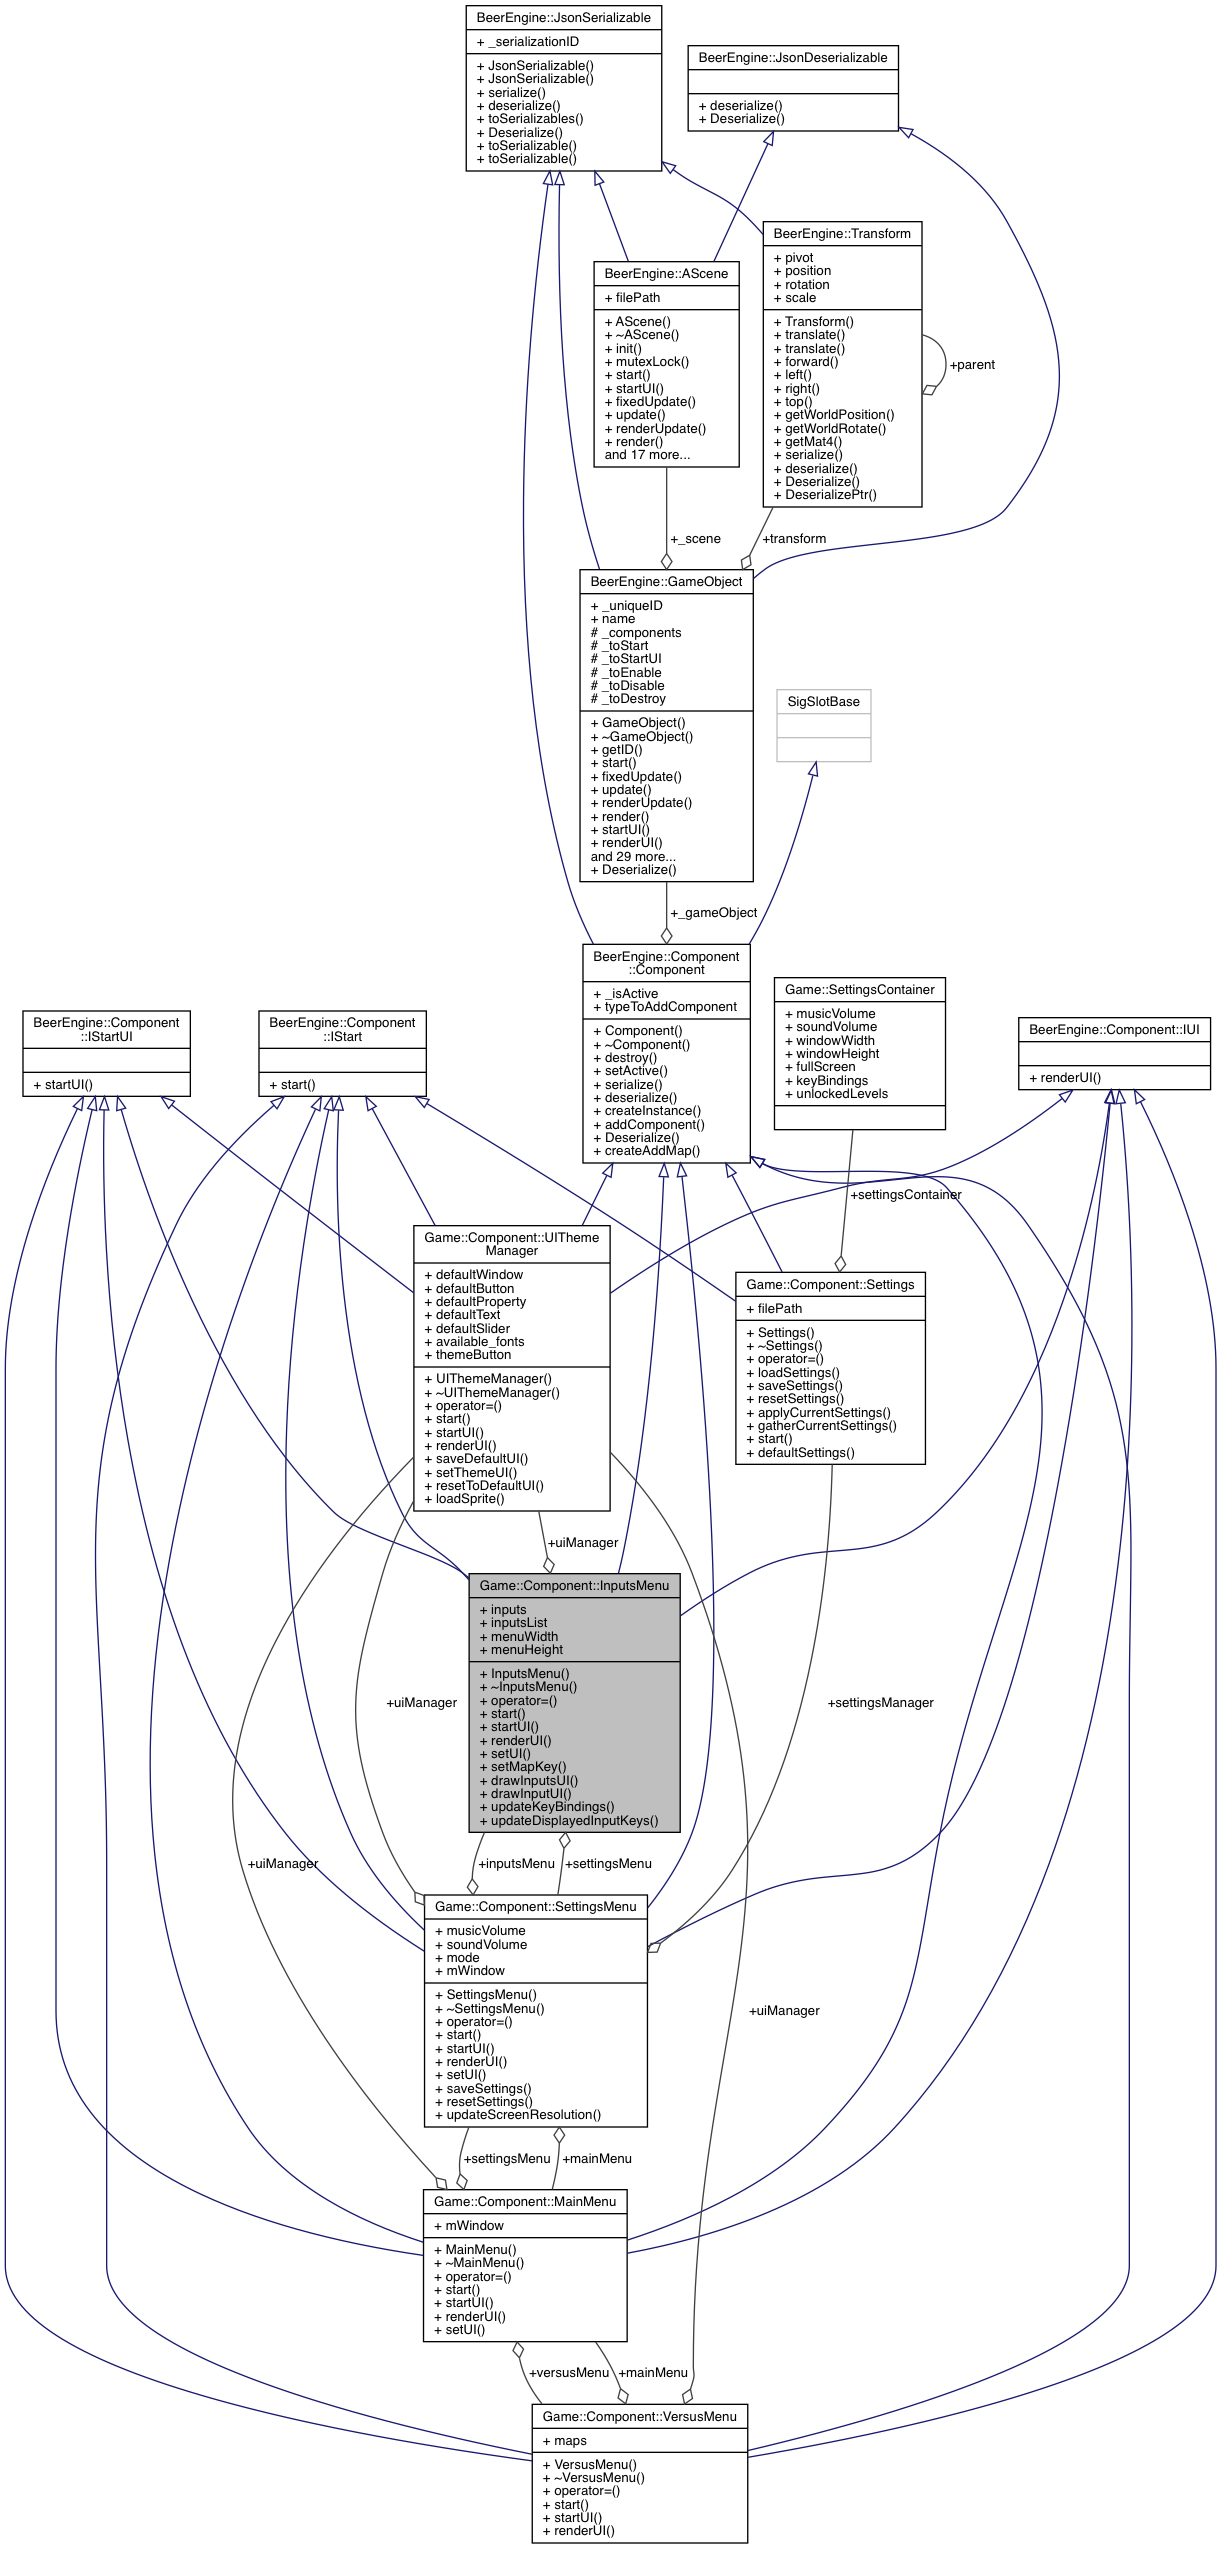 BeerEngine::JsonSerializable
+ _serializationID
+ JsonSerializable()
+ JsonSerializable()
+ serialize()
+ deserialize()
+ toSerializables()
+ Deserialize()
+ toSerializable()
+ toSerializable()
BeerEngine::JsonDeserializable
+ deserialize()
+ Deserialize()
BeerEngine::Transform
+ pivot
+ position
+ rotation
+ scale
+ Transform()
+ translate()
+ translate()
+ forward()
+ left()
+ right()
+ top()
+ getWorldPosition()
+ getWorldRotate()
+ getMat4()
+ serialize()
+ deserialize()
+ Deserialize()
+ DeserializePtr()
+parent
BeerEngine::AScene
+ filePath
+ AScene()
+ ~AScene()
+ init()
+ mutexLock()
+ start()
+ startUI()
+ fixedUpdate()
+ update()
+ renderUpdate()
+ render()
and 17 more...
+_scene
+transform
BeerEngine::GameObject
+ _uniqueID
+ name
# _components
# _toStart
# _toStartUI
# _toEnable
# _toDisable
# _toDestroy
+ GameObject()
+ ~GameObject()
+ getID()
+ start()
+ fixedUpdate()
+ update()
+ renderUpdate()
+ render()
+ startUI()
+ renderUI()
and 29 more...
+ Deserialize()
SigSlotBase
+_gameObject
BeerEngine::Component
::Component
+ _isActive
+ typeToAddComponent
+ Component()
+ ~Component()
+ destroy()
+ setActive()
+ serialize()
+ deserialize()
+ createInstance()
+ addComponent()
+ Deserialize()
+ createAddMap()
Game::SettingsContainer
+ musicVolume
+ soundVolume
+ windowWidth
+ windowHeight
+ fullScreen
+ keyBindings
+ unlockedLevels
BeerEngine::Component
::IStartUI
+ startUI()
BeerEngine::Component
::IStart
+ start()
BeerEngine::Component::IUI
+ renderUI()
+settingsContainer
Game::Component::UITheme
Manager
+ defaultWindow
+ defaultButton
+ defaultProperty
+ defaultText
+ defaultSlider
+ available_fonts
+ themeButton
+ UIThemeManager()
+ ~UIThemeManager()
+ operator=()
+ start()
+ startUI()
+ renderUI()
+ saveDefaultUI()
+ setThemeUI()
+ resetToDefaultUI()
+ loadSprite()
Game::Component::Settings
+ filePath
+ Settings()
+ ~Settings()
+ operator=()
+ loadSettings()
+ saveSettings()
+ resetSettings()
+ applyCurrentSettings()
+ gatherCurrentSettings()
+ start()
+ defaultSettings()
+uiManager
Game::Component::InputsMenu
+ inputs
+ inputsList
+ menuWidth
+ menuHeight
+ InputsMenu()
+ ~InputsMenu()
+ operator=()
+ start()
+ startUI()
+ renderUI()
+ setUI()
+ setMapKey()
+ drawInputsUI()
+ drawInputUI()
+ updateKeyBindings()
+ updateDisplayedInputKeys()
+uiManager
+settingsManager
+uiManager
+inputsMenu
+settingsMenu
Game::Component::SettingsMenu
+ musicVolume
+ soundVolume
+ mode
+ mWindow
+ SettingsMenu()
+ ~SettingsMenu()
+ operator=()
+ start()
+ startUI()
+ renderUI()
+ setUI()
+ saveSettings()
+ resetSettings()
+ updateScreenResolution()
+uiManager
+settingsMenu
+mainMenu
Game::Component::MainMenu
+ mWindow
+ MainMenu()
+ ~MainMenu()
+ operator=()
+ start()
+ startUI()
+ renderUI()
+ setUI()
+versusMenu
+mainMenu
Game::Component::VersusMenu
+ maps
+ VersusMenu()
+ ~VersusMenu()
+ operator=()
+ start()
+ startUI()
+ renderUI()